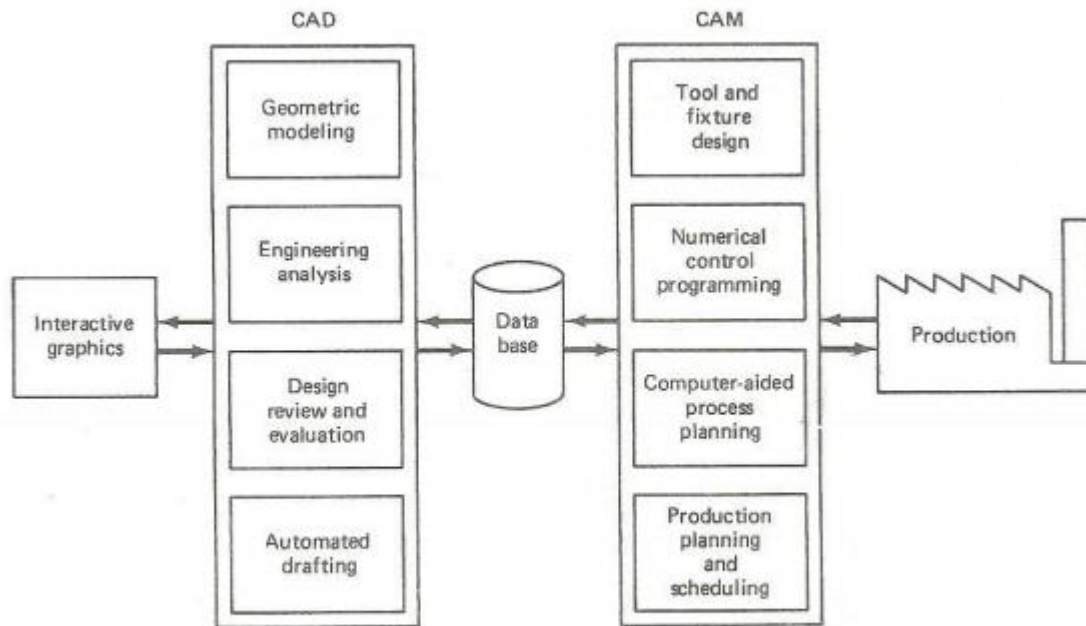 CAD
CAM
Geometric
modeling
Engineering
analysis
Design
review and
evaluation
Automated
drafting
Interactive
graphics
Data
base
Tool and
fixture
design
Numerical
control
programming
Computer-aided
process
planning
Production
planning
and
scheduling
Production